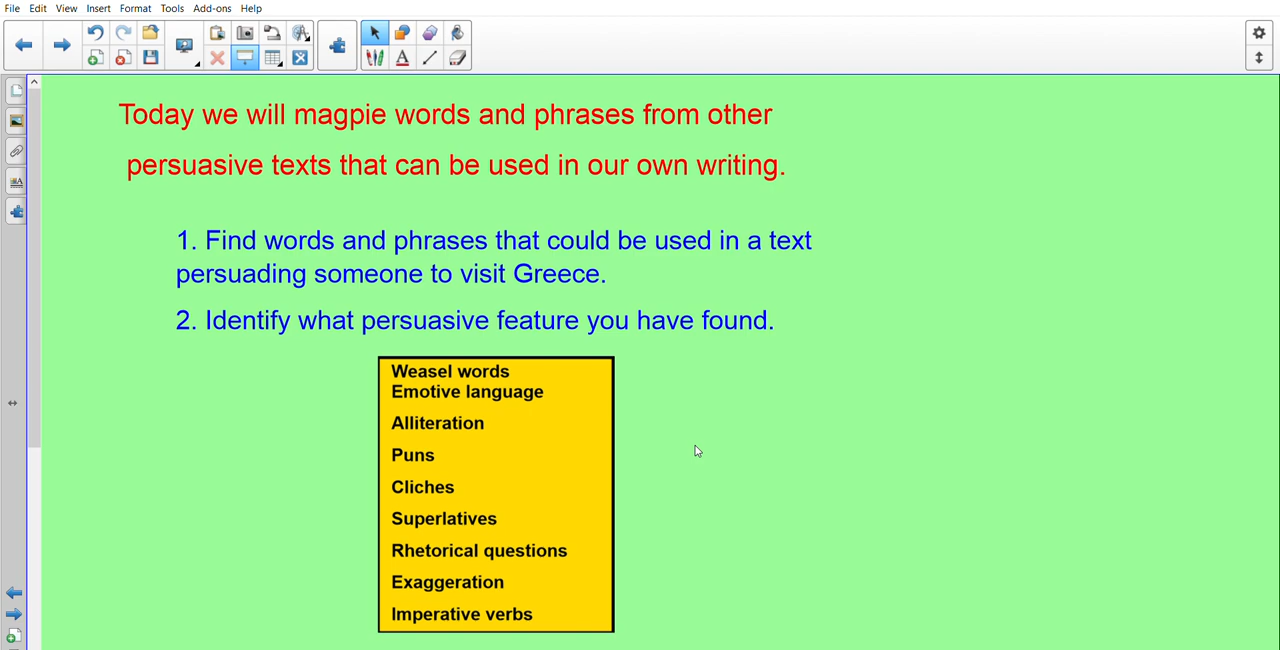 File Edit View Insert Format Tools Add-ons Help
Today we will magpie words and phrases from other
persuasive texts that can be used in our own writing.
1. Find words and phrases that could be used in a text
persuading someone to visit Greece.
2. Identify what persuasive feature you have found.
Weasel words
Emotive language
Alliteration
Puns
Cliches
Superlatives
Rhetorical questions
Exaggeration
Imperative verbs